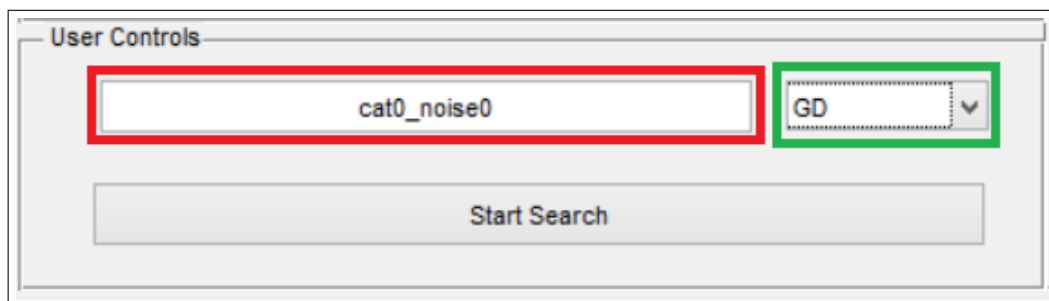 User Controls
cat0_noise0
GD
Start Search